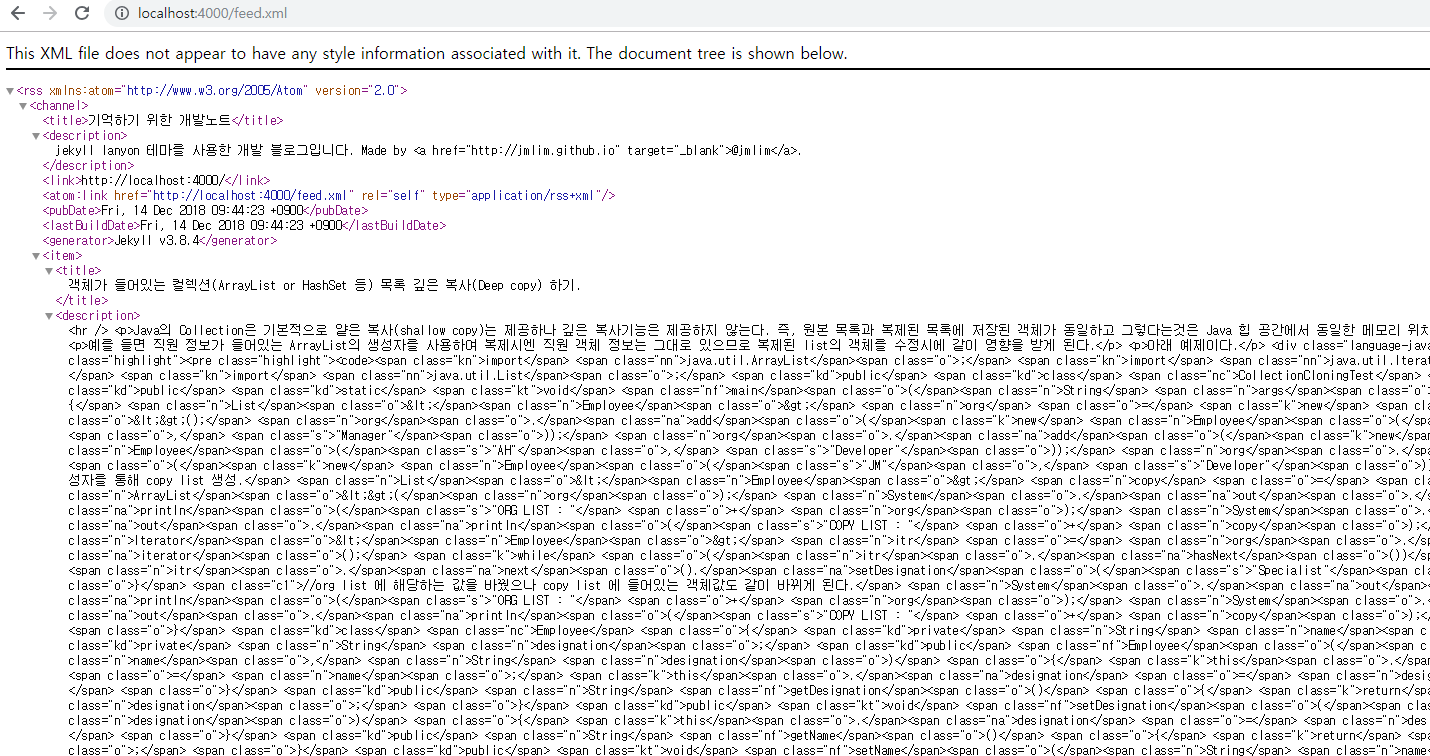 localhost:4000/feed.xml
This XML file does not appear to have any style information associated with it. The document tree is shown below.
<rss xmlns:atom="http://www.w3.org/2005/Atom" version="2.0">
<channel>
<title>기억하기 위한 개발노트</title>
<description>
jekyll lanyon 테마를 사용한 개발 블로그입니다. Made by <a href="http://jmlim.github.io" target="_blank">@jmlim</a>.
</description>
<link>http://localhost:4000/</link>
<atom:link href="http://localhost:4000/feed.xml" rel="self" type="application/rss+xml"/>
<pubDate>Fri, 14 Dec 2018 09:44:23 +0900</pubDate>
<lastBuildDate>Fri, 14 Dec 2018 09:44:23 +0900</lastBuildDate>
<generator>Jekyll v3.8.4</generator>
<item>
<title>
객체가 들어있는 컬렉션(ArrayList or HashSet 등) 목록 깊은 복사(Deep copy) 하기.
</title>
<description>
<hr /> <p>Java의 Collection은 기본적으로 얕은 복사(shallow copy)는 제공하나 깊은 복사기능은 제공하지 않는다. 즉, 원본 목록과 복제된 목록에 저장된 객체가 동일하고 그렇다는것은 Java 힙 공간에서 동일한 메모리 위치
<p>예를 들면 직원 정보가 들어있는 ArrayList의 생성자를 사용하여 복제시엔 직원 객체 정보는 그대로 있으므로 복제된 list의 객체를 수정시에 같이 영향을 받게 된다.</p> <p>아래 예제이다.</p> <div class="language-jav
class="highlight"><pre class="highlight"><code><span class="kn">import</span> <span class="nn">java.util.ArrayList</span><span class="o">;</span> <span class="kn">import</span> <span class="nn">java.util.Iterat
</span> <span class="kn">import</span> <span class="nn">java.util.List</span><span class="o">;</span> <span class="kd">public</span> <span class="kd">class</span> <span class="nc">CollectionCloningTest</span> <
<span class="kd">public</span> <span class="kd">static</span> <span class="kt">void</span> <span class="nf">main</span><span class="o">(</span><span class="n">String</span> <span class="n">args</span><span class="o">
{</span> <span class="n">List</span><span class="o">&lt;</span><span class="n">Employee</span><span class="o">&gt;</span> <span class="n">org</span> <span class="o">=</span> <span class="k">new</span> <span
class="o">&lt;&gt;();</span> <span class="n">org</span><span class="o">.</span><span class="na">add</span><span class="o">(</span><span class="k">new</span> <span class="n">Employee</span><span class="o">(</
<span class="o">,</span> <span class="s">"Manager"</span><span class="o">));</span> <span class="n">org</span><span class="o">.</span><span class="na">add</span><span class="o">(</span><span class="k">new</
class="n">Employee</span><span class="o">(</span><span class="s">"AH"</span><span class="o">,</span> <span class="s">"Developer"</span><span class="o">));</span> <span class="n">org</span><span class="o">.<
<span class="o">(</span><span class="k">new</span> <span class="n">Employee</span><span class="o">(</span><span class="s">"JM"</span><span class="o">,</span> <span class="s">"Developer"</span><span class="o">)
성자를 통해 copy list 생성.</span> <span class="n">List</span><span class="o">&lt;</span><span class="n">Employee</span><span class="o">&gt;</span> <span class="n">copy</span> <span class="o">=</span> <
class="n">ArrayList</span><span class="o">&lt;&gt;(</span><span class="n">org</span><span class="o">);</span> <span class="n">System</span><span class="o">.</span><span class="na">out</span><span class="o">.<
class="na">println</span><span class="o">(</span><span class="s">"ORG LIST : "</span> <span class="o">+</span> <span class="n">org</span><span class="o">);</span> <span class="n">System</span><span class="o">.<
class="na">out</span><span class="o">.</span><span class="na">println</span><span class="o">(</span><span class="s">"COPY LIST : "</span> <span class="o">+</span> <span class="n">copy</span><span class="o">);<
class="n">Iterator</span><span class="o">&lt;</span><span class="n">Employee</span><span class="o">&gt;</span> <span class="n">itr</span> <span class="o">=</span> <span class="n">org</span><span class="o">.<
class="na">iterator</span><span class="o">();</span> <span class="k">while</span> <span class="o">(</span><span class="n">itr</span><span class="o">.</span><span class="na">hasNext</span><span class="o">())<
<span class="n">itr</span><span class="o">.</span><span class="na">next</span><span class="o">().</span><span class="na">setDesignation</span><span class="o">(</span><span class="s">"Specialist"</span><span
class="o">}</span> <span class="c1">//org list 에 해당하는 값을 바꿨으나 copy list 에 들어있는 객체값도 같이 바뀌게 된다.</span> <span class="n">System</span><span class="o">.</span><span class="na">out</span><span
class="na">println</span><span class="o">(</span><span class="s">"ORG LIST : "</span> <span class="o">+</span> <span class="n">org</span><span class="o">);</span> <span class="n">System</span><span class="o">.<
class="na">out</span><span class="o">.</span><span class="na">println</span><span class="o">(</span><span class="s">"COPY LIST : "</span> <span class="o">+</span> <span class="n">copy</span><span class="o">);<
<span class="o">}</span> <span class="kd">class</span> <span class="nc">Employee</span> <span class="o">{</span> <span class="kd">private</span> <span class="n">String</span> <span class="n">name</span><span c
class="kd">private</span> <span class="n">String</span> <span class="n">designation</span><span class="o">;</span> <span class="kd">public</span> <span class="nf">Employee</span><span class="o">(</span><span
class="n">name</span><span class="o">,</span> <span class="n">String</span> <span class="n">designation</span><span class="o">)</span> <span class="o">{</span> <span class="k">this</span><span class="o">.<
<span class="o">=</span> <span class="n">name</span><span class="o">;</span> <span class="k">this</span><span class="o">.</span><span class="na">designation</span> <span class="o">=</span> <span class="n">desig
</span> <span class="o">}</span> <span class="kd">public</span> <span class="n">String</span> <span class="nf">getDesignation</span> <span class="o">()</span> <span class="o">{</span> <span class="k">return</
class="n">designation</span><span class="o">;</span> <span class="o">}</span> <span class="kd">public</span> <span class="kt">void</span> <span class="nf">setDesignation</span><span class="o">(</span><span
class="n">designation</span><span class="o">)</span> <span class="o">{</span> <span class="k">this</span><span class="o">.</span><span class="na">designation</span> <span class="o">=</span> <span class="n">des
<span class="o">}</span> <span class="kd">public</span> <span class="n">String</span> <span class="nf">getName</span><span class="o">()</span> <span class="o">{</span> <span class="k">return</span> <span
class="o">;</span> <span class="o">}</span> <span class="kd">public</span> <span class="kt">void</span> <span class="nf">setName</span><span class="o">(</span><span class="n">String</span> <span class="n">name